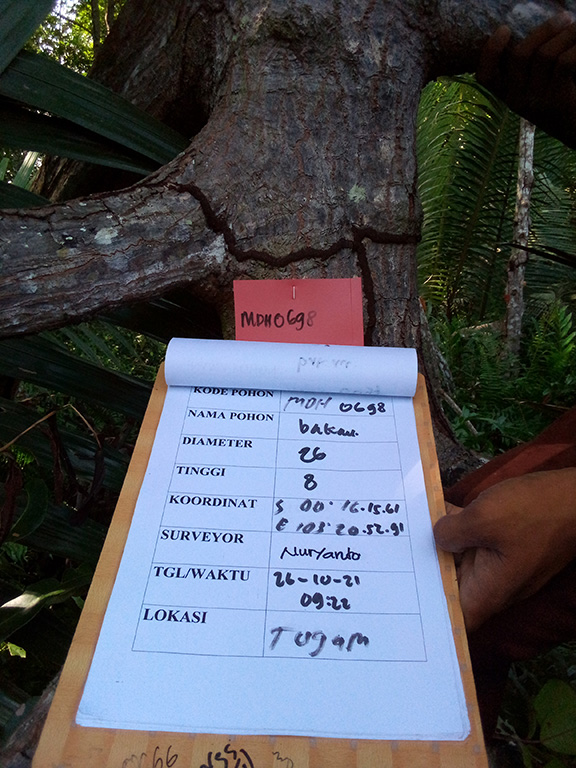 MDH0698
KODE POHON MDH 0698
NAMA POHON bakau
DIAMETER 26
TINGGI 8
KOORDINAT S 00° 16.15.61
E 103° 20.52.91
SURVEYOR Nuryanto
TGL/WAKTU 26-10-21
09:22
LOKASI TUgaM